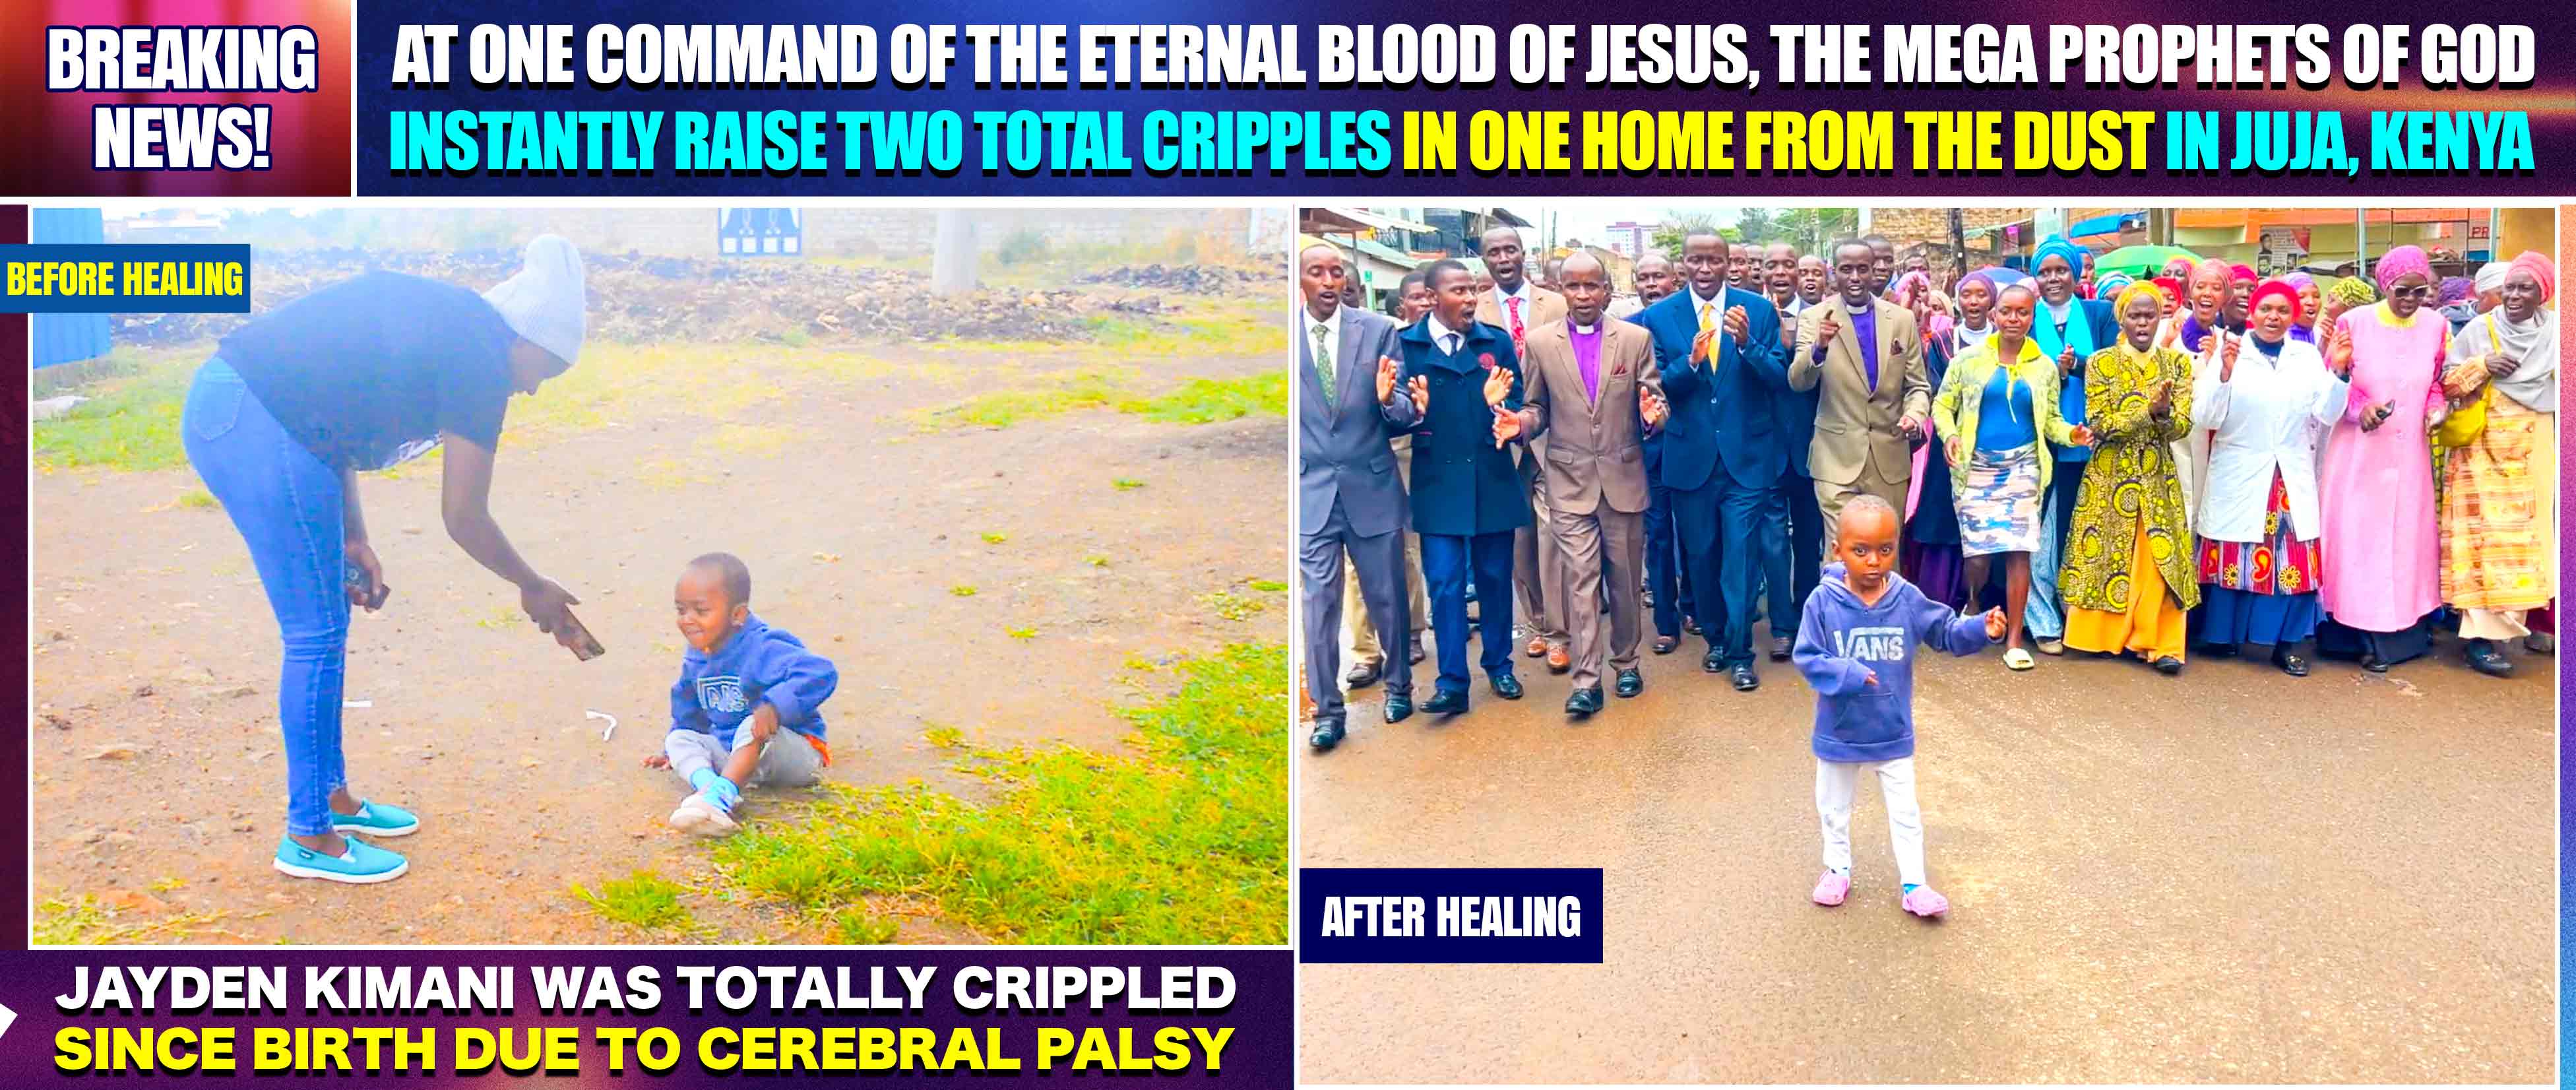 BREAKING
NEWS!
AT ONE COMMAND OF THE ETERNAL BLOOD OF JESUS, THE MEGA PROPHETS OF GOD
INSTANTLY RAISE TWO TOTAL CRIPPLES IN ONE HOME FROM THE DUST IN JUJA, KENYA
BEFORE HEALING
VANS
AFTER HEALING
JAYDEN KIMANI WAS TOTALLY CRIPPLED
SINCE BIRTH DUE TO CEREBRAL PALSY